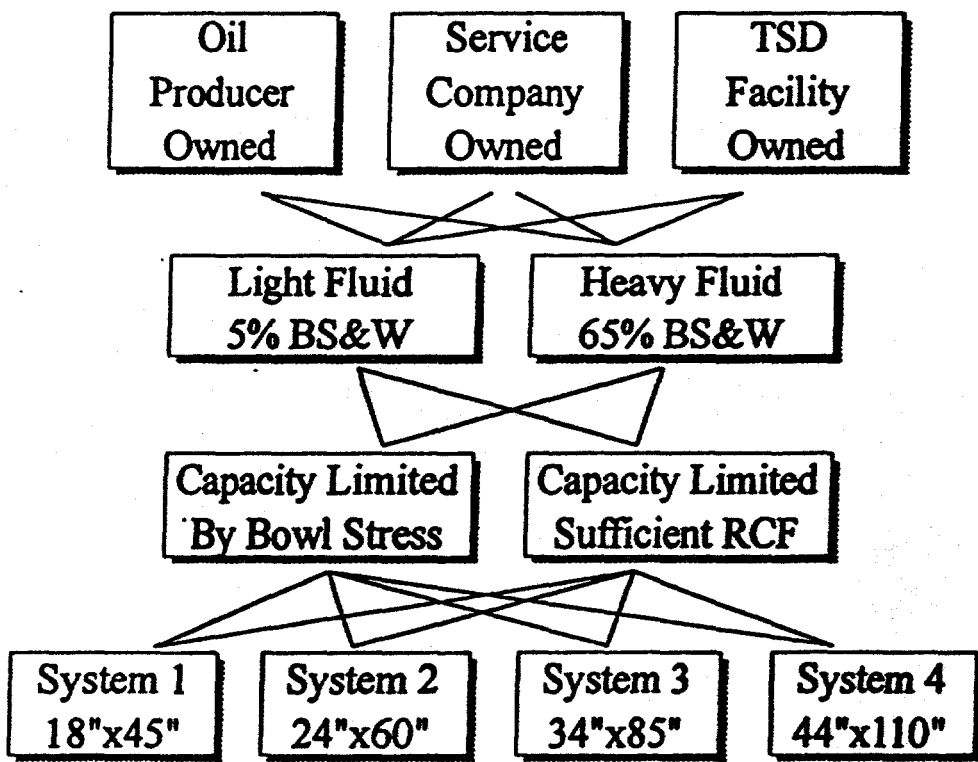 Oil
Producer
Owned
Service
Company
Owned
TSD
Facility
Owned
Light Fluid
5% BS&W
Heavy Fluid
65% BS&W
Capacity Limited
By Bowl Stress
Capacity Limited
Sufficient RCF
System 1
18"x45"
System 2
24"x60"
System 3
34"x85"
System 4
44"x110"